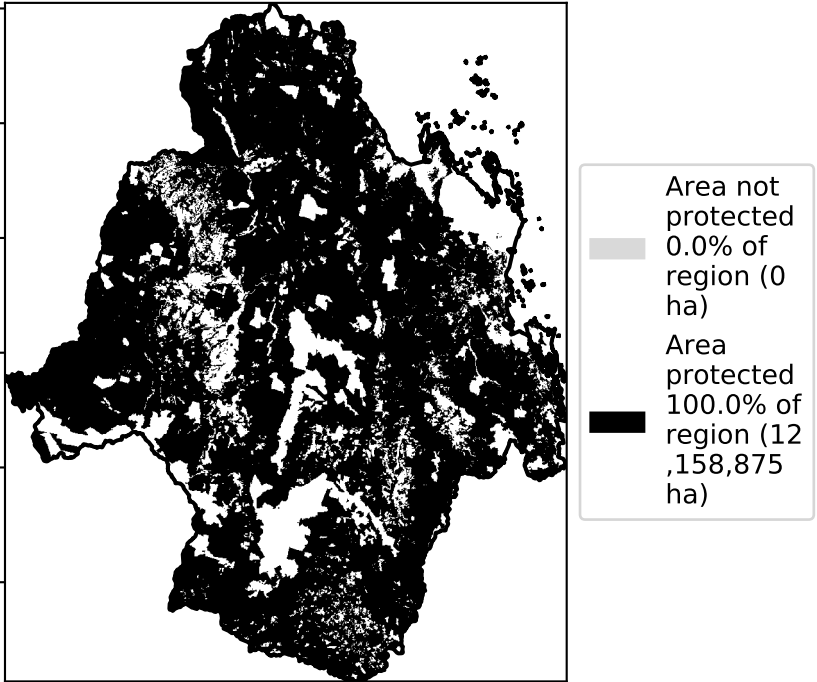 Area not
protected
0.0% of
region (0
ha)
Area
protected
100.0% of
region (12
,158,875
ha)